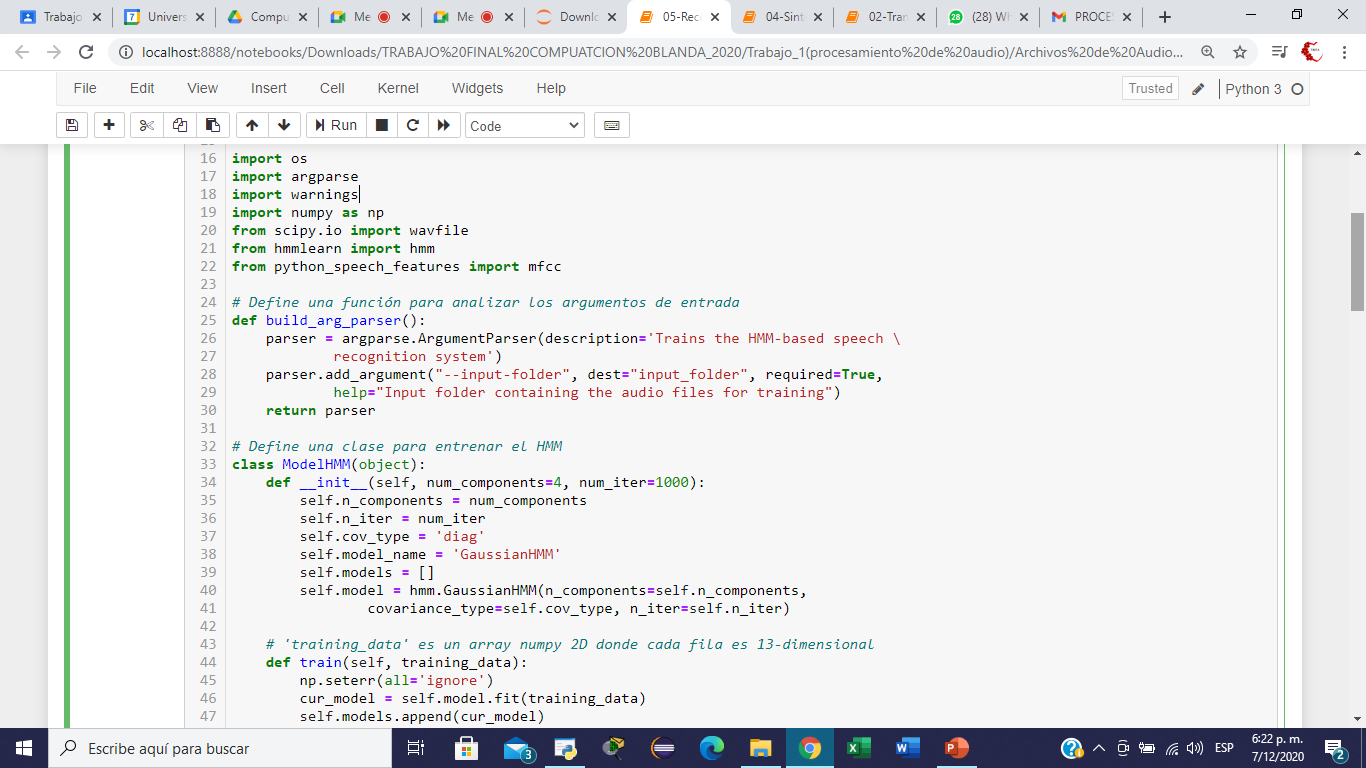 Trabajo
Univers
Compu
Me
Me
Downlo
05-Rec
04-Sint
02-Tran
(28) Wh
PROCE
localhost:8888/notebooks/Downloads/TRABAJO%20FINAL%20COMPUATCION%20BLANDA_2020/Trabajo_1(procesamiento%20de%20audio)/Archivos%20de%20Audio...
File Edit View Insert Cell Kernel Widgets Help Trusted Python 3
Run Code
16 import os
17 import argparse
18 import warnings
19 import numpy as np
20 from scipy.io import wavfile
21 from hmmlearn import hmm
22 from python_speech_features import mfcc
23
24 # Define una función para analizar los argumentos de entrada
25 def build_arg_parser():
26     parser = argparse.ArgumentParser(description='Trains the HMM-based speech \
27             recognition system')
28     parser.add_argument("--input-folder", dest="input_folder", required=True,
29             help="Input folder containing the audio files for training")
30     return parser
31
32 # Define una clase para entrenar el HMM
33 class ModelHMM(object):
34     def __init__(self, num_components=4, num_iter=1000):
35         self.n_components = num_components
36         self.n_iter = num_iter
37         self.cov_type = 'diag'
38         self.model_name = 'GaussianHMM'
39         self.models = []
40         self.model = hmm.GaussianHMM(n_components=self.n_components,
41                 covariance_type=self.cov_type, n_iter=self.n_iter)
42
43     # 'training_data' es un array numpy 2D donde cada fila es 13-dimensional
44     def train(self, training_data):
45         np.seterr(all='ignore')
46         cur_model = self.model.fit(training_data)
47         self.models.append(cur_model)
Escribe aquí para buscar
3
ESP
6:22 p. m.
7/12/2020
2